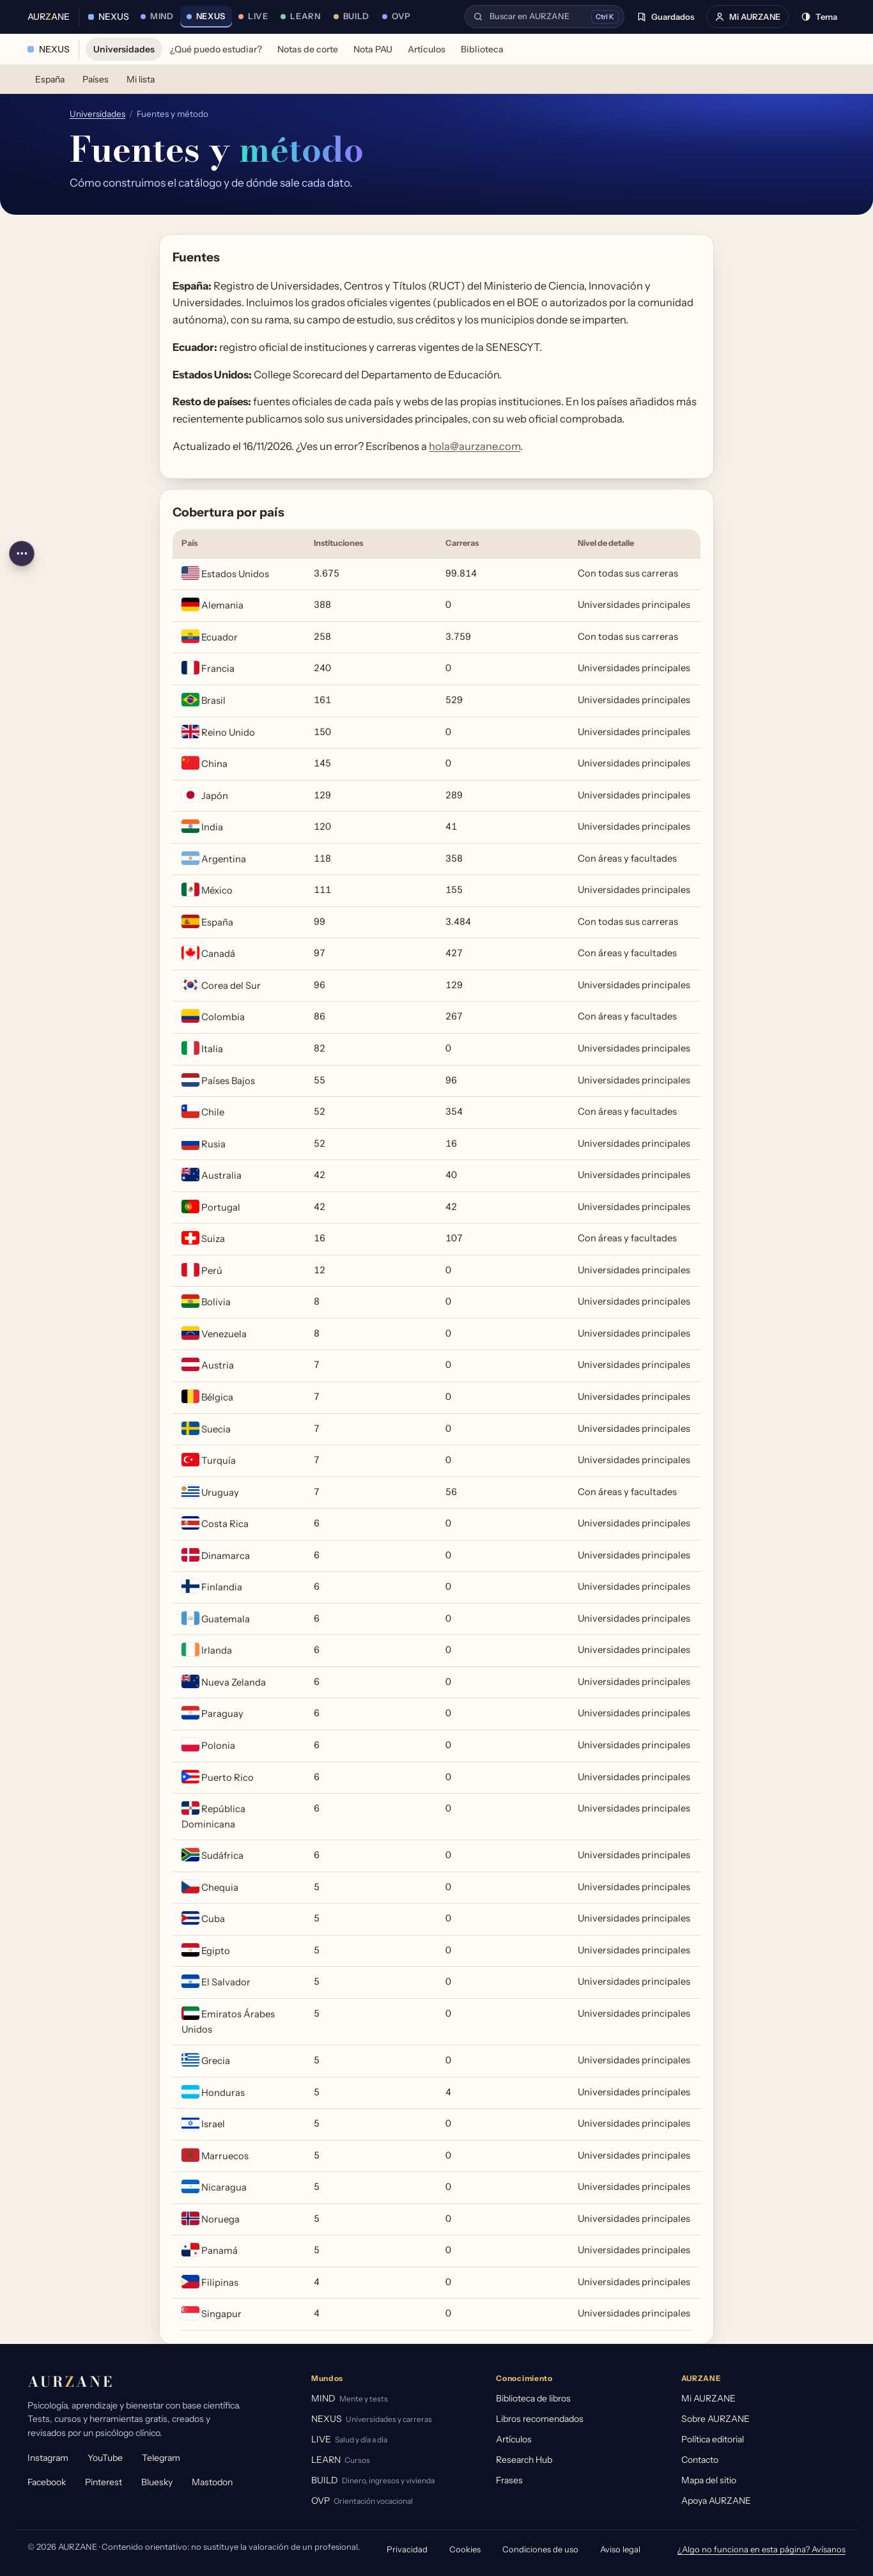 AURZANE NEXUS MIND NEXUS LIVE LEARN BUILD OVP Buscar en AURZANE Ctrl K Guardados Mi AURZANE Tema
NEXUS Universidades ¿Qué puedo estudiar? Notas de corte Nota PAU Artículos Biblioteca
España Países Mi lista
Universidades / Fuentes y método
Fuentes y método
Cómo construimos el catálogo y de dónde sale cada dato.
Fuentes
España: Registro de Universidades, Centros y Títulos (RUCT) del Ministerio de Ciencia, Innovación y
Universidades. Incluimos los grados oficiales vigentes (publicados en el BOE o autorizados por la comunidad
autónoma), con su rama, su campo de estudio, sus créditos y los municipios donde se imparten.
Ecuador: registro oficial de instituciones y carreras vigentes de la SENESCYT.
Estados Unidos: College Scorecard del Departamento de Educación.
Resto de países: fuentes oficiales de cada país y webs de las propias instituciones. En los países añadidos más
recientemente publicamos solo sus universidades principales, con su web oficial comprobada.
Actualizado el 16/11/2026. ¿Ves un error? Escríbenos a hola@aurzane.com.
Cobertura por país
País Instituciones Carreras Nivel de detalle
Estados Unidos 3.675 99.814 Con todas sus carreras
Alemania 388 0 Universidades principales
Ecuador 258 3.759 Con todas sus carreras
Francia 240 0 Universidades principales
Brasil 161 529 Universidades principales
Reino Unido 150 0 Universidades principales
China 145 0 Universidades principales
Japón 129 289 Universidades principales
India 120 41 Universidades principales
Argentina 118 358 Con áreas y facultades
México 111 155 Universidades principales
España 99 3.484 Con todas sus carreras
Canadá 97 427 Con áreas y facultades
Corea del Sur 96 129 Universidades principales
Colombia 86 267 Con áreas y facultades
Italia 82 0 Universidades principales
Países Bajos 55 96 Universidades principales
Chile 52 354 Con áreas y facultades
Rusia 52 16 Universidades principales
Australia 42 40 Universidades principales
Portugal 42 42 Universidades principales
Suiza 16 107 Con áreas y facultades
Perú 12 0 Universidades principales
Bolivia 8 0 Universidades principales
Venezuela 8 0 Universidades principales
Austria 7 0 Universidades principales
Bélgica 7 0 Universidades principales
Suecia 7 0 Universidades principales
Turquía 7 0 Universidades principales
Uruguay 7 56 Con áreas y facultades
Costa Rica 6 0 Universidades principales
Dinamarca 6 0 Universidades principales
Finlandia 6 0 Universidades principales
Guatemala 6 0 Universidades principales
Irlanda 6 0 Universidades principales
Nueva Zelanda 6 0 Universidades principales
Paraguay 6 0 Universidades principales
Polonia 6 0 Universidades principales
Puerto Rico 6 0 Universidades principales
República Dominicana 6 0 Universidades principales
Sudáfrica 6 0 Universidades principales
Chequia 5 0 Universidades principales
Cuba 5 0 Universidades principales
Egipto 5 0 Universidades principales
El Salvador 5 0 Universidades principales
Emiratos Árabes Unidos 5 0 Universidades principales
Grecia 5 0 Universidades principales
Honduras 5 4 Universidades principales
Israel 5 0 Universidades principales
Marruecos 5 0 Universidades principales
Nicaragua 5 0 Universidades principales
Noruega 5 0 Universidades principales
Panamá 5 0 Universidades principales
Filipinas 4 0 Universidades principales
Singapur 4 0 Universidades principales
AURZANE
Psicología, aprendizaje y bienestar con base científica.
Tests, cursos y herramientas gratis, creados y
revisados por un psicólogo clínico.
Instagram YouTube Telegram
Facebook Pinterest Bluesky Mastodon
Mundos
MIND Mente y tests
NEXUS Universidades y carreras
LIVE Salud y día a día
LEARN Cursos
BUILD Dinero, ingresos y vivienda
OVP Orientación vocacional
Conocimiento
Biblioteca de libros
Libros recomendados
Artículos
Research Hub
Frases
AURZANE
Mi AURZANE
Sobre AURZANE
Política editorial
Contacto
Mapa del sitio
Apoya AURZANE
© 2026 AURZANE · Contenido orientativo: no sustituye la valoración de un profesional. Privacidad Cookies Condiciones de uso Aviso legal ¿Algo no funciona en esta página? Avísanos